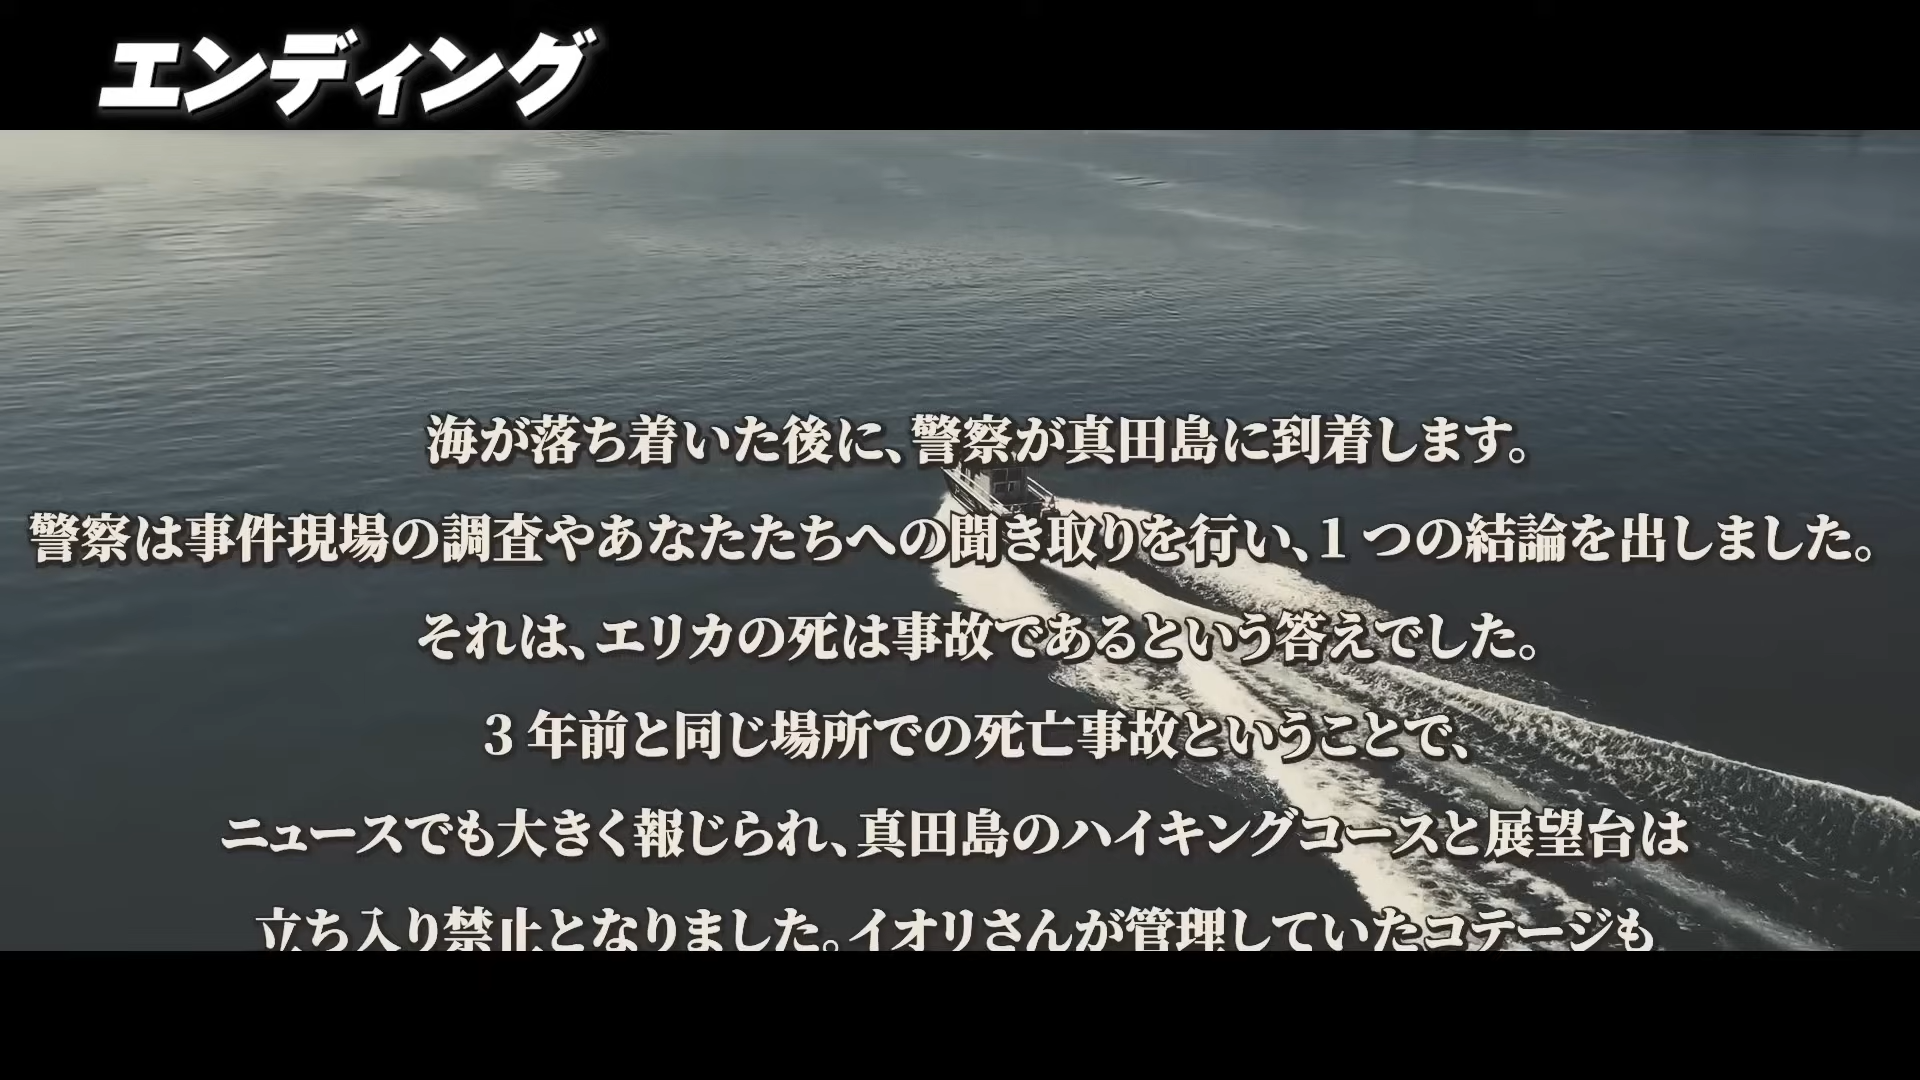 エンディング
海が落ち着いた後に、警察が真田島に到着します。
警察は事件現場の調査やあなたたちへの聞き取りを行い、1つの結論を出しました。
それは、エリカの死は事故であるという答えでした。
3年前と同じ場所での死亡事故ということで、
ニュースでも大きく報じられ、真田島のハイキングコースと展望台は
立ち入り禁止となりました。イオリさんが管理していたコテージも